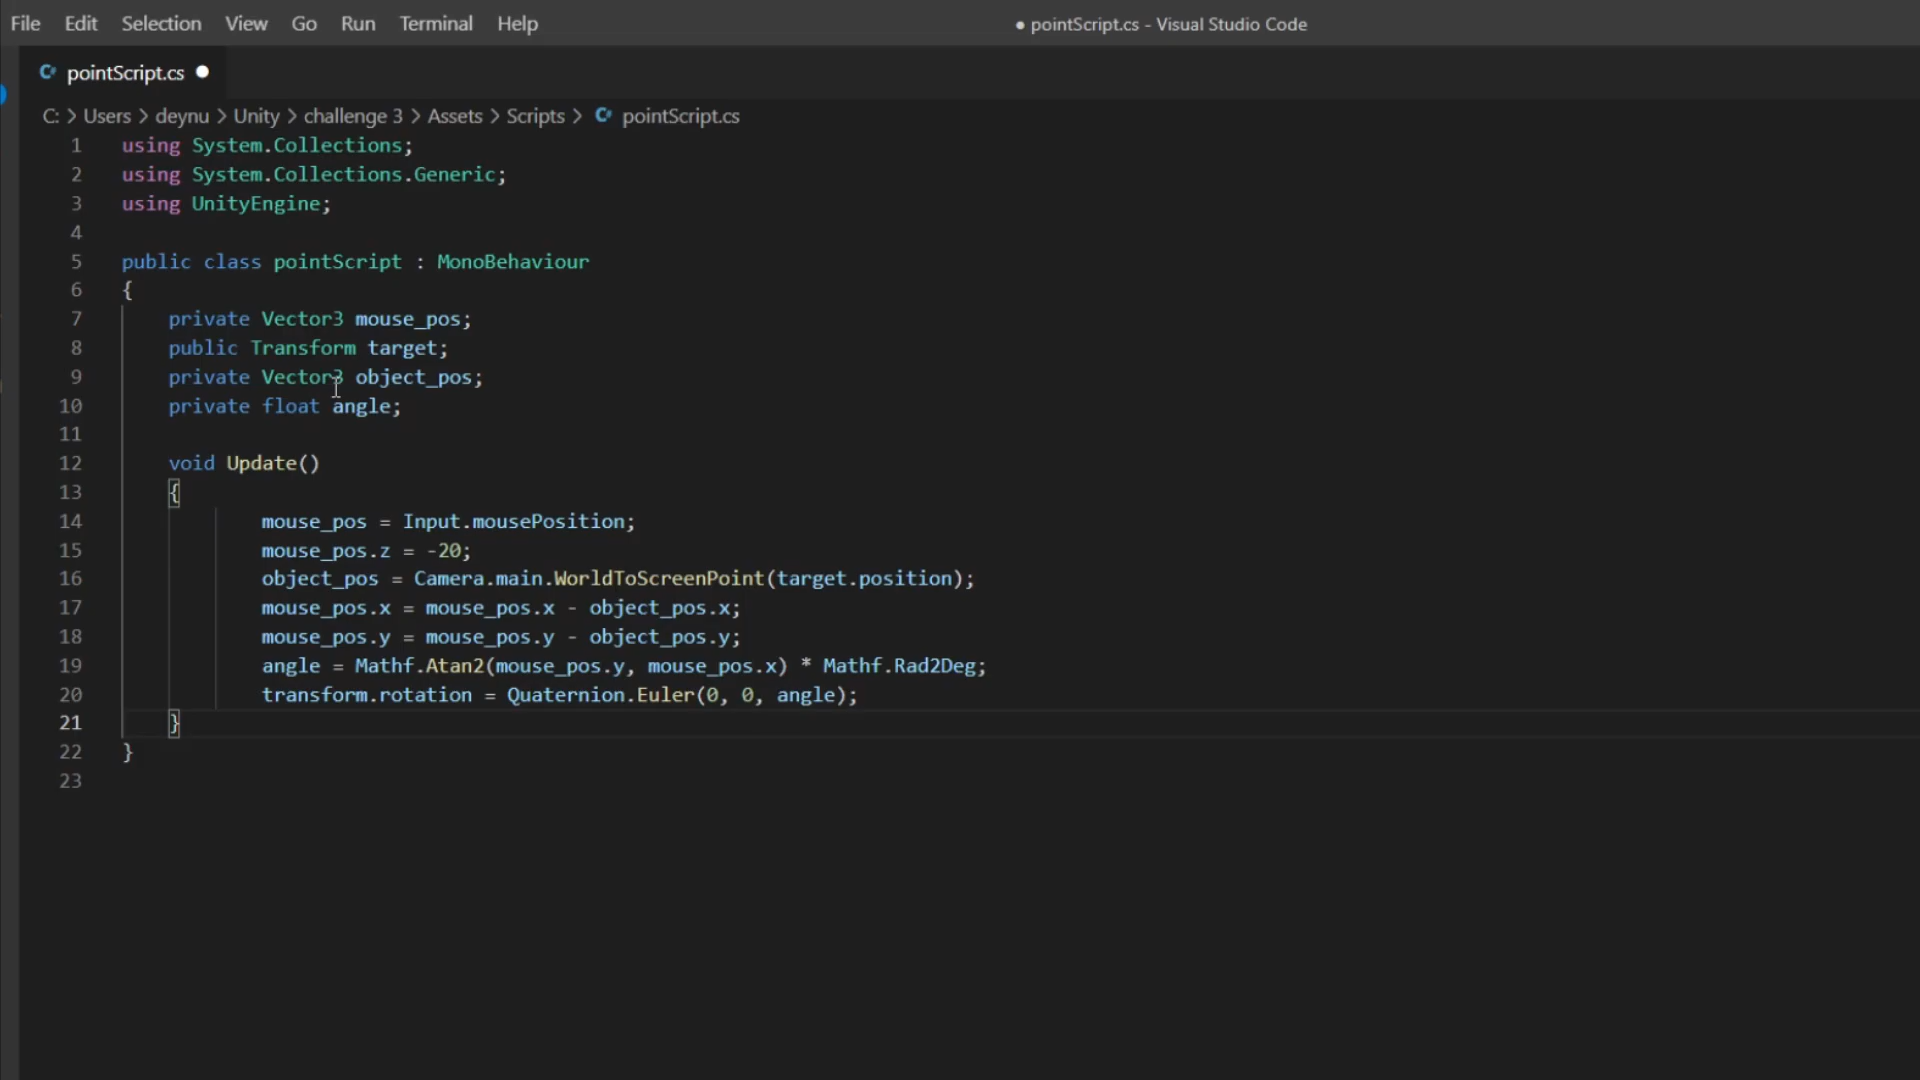 File Edit Selection View Go Run Terminal Help ● pointScript.cs - Visual Studio Code
pointScript.cs ●
C: > Users > deynu > Unity > challenge 3 > Assets > Scripts > pointScript.cs
1 using System.Collections;
2 using System.Collections.Generic;
3 using UnityEngine;
4
5 public class pointScript : MonoBehaviour
6 {
7 private Vector3 mouse_pos;
8 public Transform target;
9 private Vector3 object_pos;
10 private float angle;
11
12 void Update()
13 {
14 mouse_pos = Input.mousePosition;
15 mouse_pos.z = -20;
16 object_pos = Camera.main.WorldToScreenPoint(target.position);
17 mouse_pos.x = mouse_pos.x - object_pos.x;
18 mouse_pos.y = mouse_pos.y - object_pos.y;
19 angle = Mathf.Atan2(mouse_pos.y, mouse_pos.x) * Mathf.Rad2Deg;
20 transform.rotation = Quaternion.Euler(0, 0, angle);
21 }
22 }
23